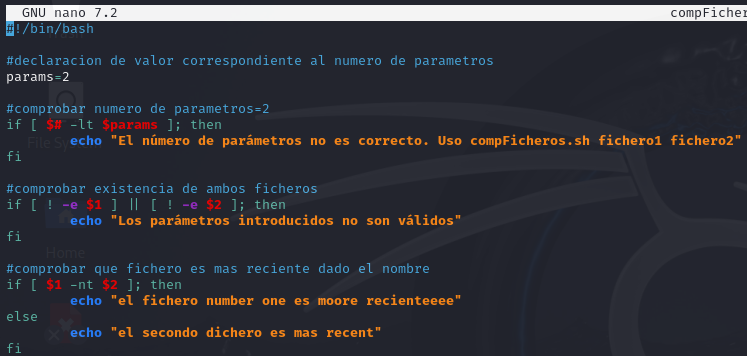 GNU nano 7.2 compFicher
#!/bin/bash
#declaracion de valor correspondiente al numero de parametros
params=2
#comprobar numero de parametros=2
if [ $# -lt $params ]; then
echo "El número de parámetros no es correcto. Uso compFicheros.sh fichero1 fichero2"
fi
#comprobar existencia de ambos ficheros
if [ ! -e $1 ] || [ ! -e $2 ]; then
echo "Los parámetros introducidos no son válidos"
fi
#comprobar que fichero es mas reciente dado el nombre
if [ $1 -nt $2 ]; then
echo "el fichero number one es moore recienteeee"
else
echo "el secondo dichero es mas recent"
fi
File Sy
Home